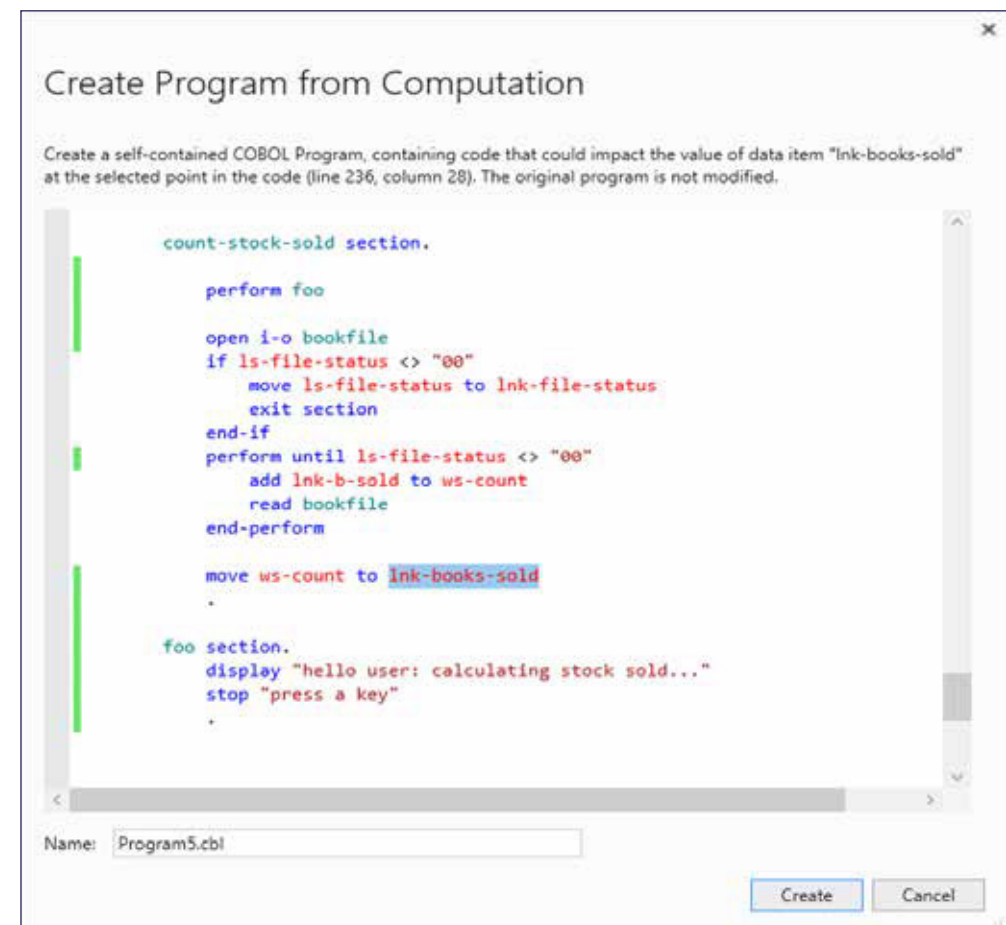 Create Program from Computation
Create a self-contained COBOL Program, containing code that could impact the value of data item "lnk-books-sold"
at the selected point in the code (line 236, column 28). The original program is not modified.
count-stock-sold section.
perform foo
open i-o bookfile
if ls-file-status <> "00"
move ls-file-status to lnk-file-status
exit section
end-if
perform until ls-file-status <> "00"
add lnk-b-sold to ws-count
read bookfile
end-perform
move ws-count to lnk-books-sold
.
foo section.
display "hello user: calculating stock sold..."
stop "press a key"
.
Name: Program5.cbl
Create Cancel